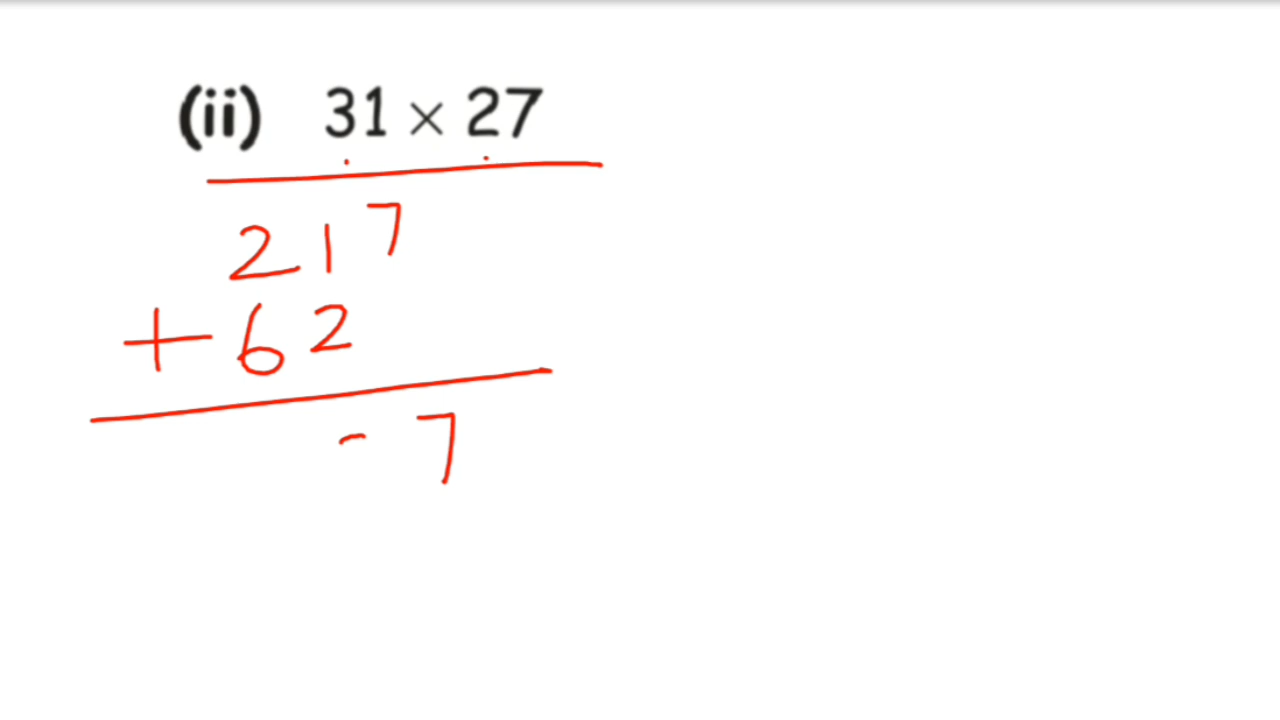 (ii) 31 × 27
217
+ 62
7